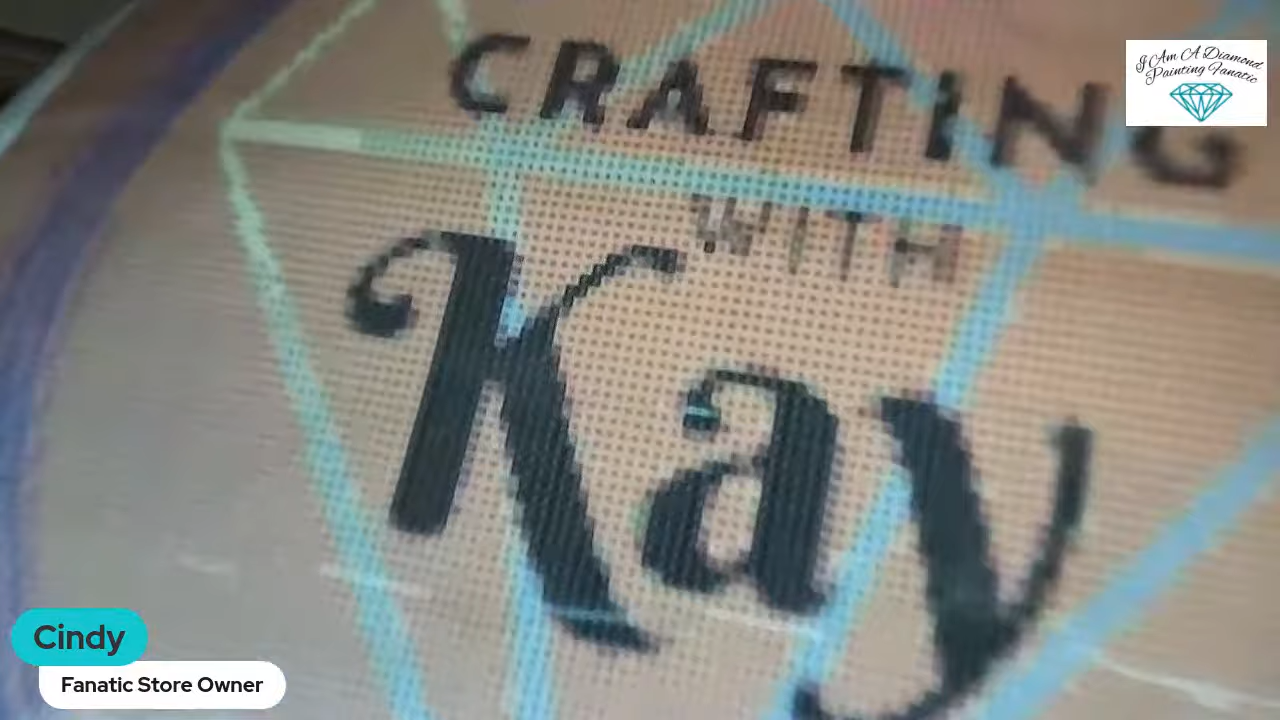 I Am A Diamond
Painting Fanatic
CRAFTING
WITH
Kay
Cindy
Fanatic Store Owner